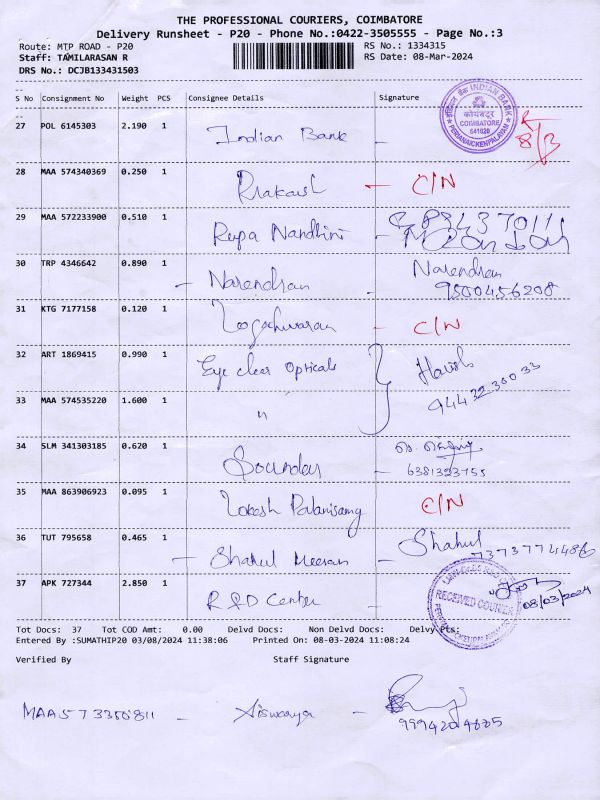 THE PROFESSIONAL COURIERS, COIMBATORE
Delivery Runsheet - P20 - Phone No.:0422-3505555 - Page No.:3
Route: MTP ROAD - P20 RS No.: 1334315
Staff: TAMILARASAN R RS Date: 08-Mar-2024
DRS No.: DCJB133431503
S No Consignment No Weight PCS Consignee Details Signature
INDIAN BANK
कोयंबटूर
COIMBATORE
641020
PERIANAICKENPALAYAM
27 POL 6145303 2.190 1 Indian Bank - 8/3
28 MAA 574340369 0.250 1 Prakash - C/N
29 MAA 572233900 0.510 1 Rupa Nandhini -
30 TRP 4346642 0.890 1 - Narendran Narendran
9500456208
31 KTG 7177158 0.120 1 Logeshwaran - C/N
32 ART 1869415 0.990 1 Eye clear Opticals Harish
9443230033
33 MAA 574535220 1.600 1 "
34 SLM 341303185 0.620 1 Soundar - 6381323755
35 MAA 863906923 0.095 1 Lokesh Palanisamy C/N
36 TUT 795658 0.465 1 - Shahul Meeran - Shahul
7373774486
37 APK 727344 2.850 1 R&D Center - 08/03/2024
RECEIVED COURIER
Tot Docs: 37 Tot COD Amt: 0.00 Delvd Docs: Non Delvd Docs: Delvy Pts:
Entered By :SUMATHIP20 03/08/2024 11:38:06 Printed On: 08-03-2024 11:08:24
Verified By Staff Signature
MAA573350811 - Aiswarya -
9994204885